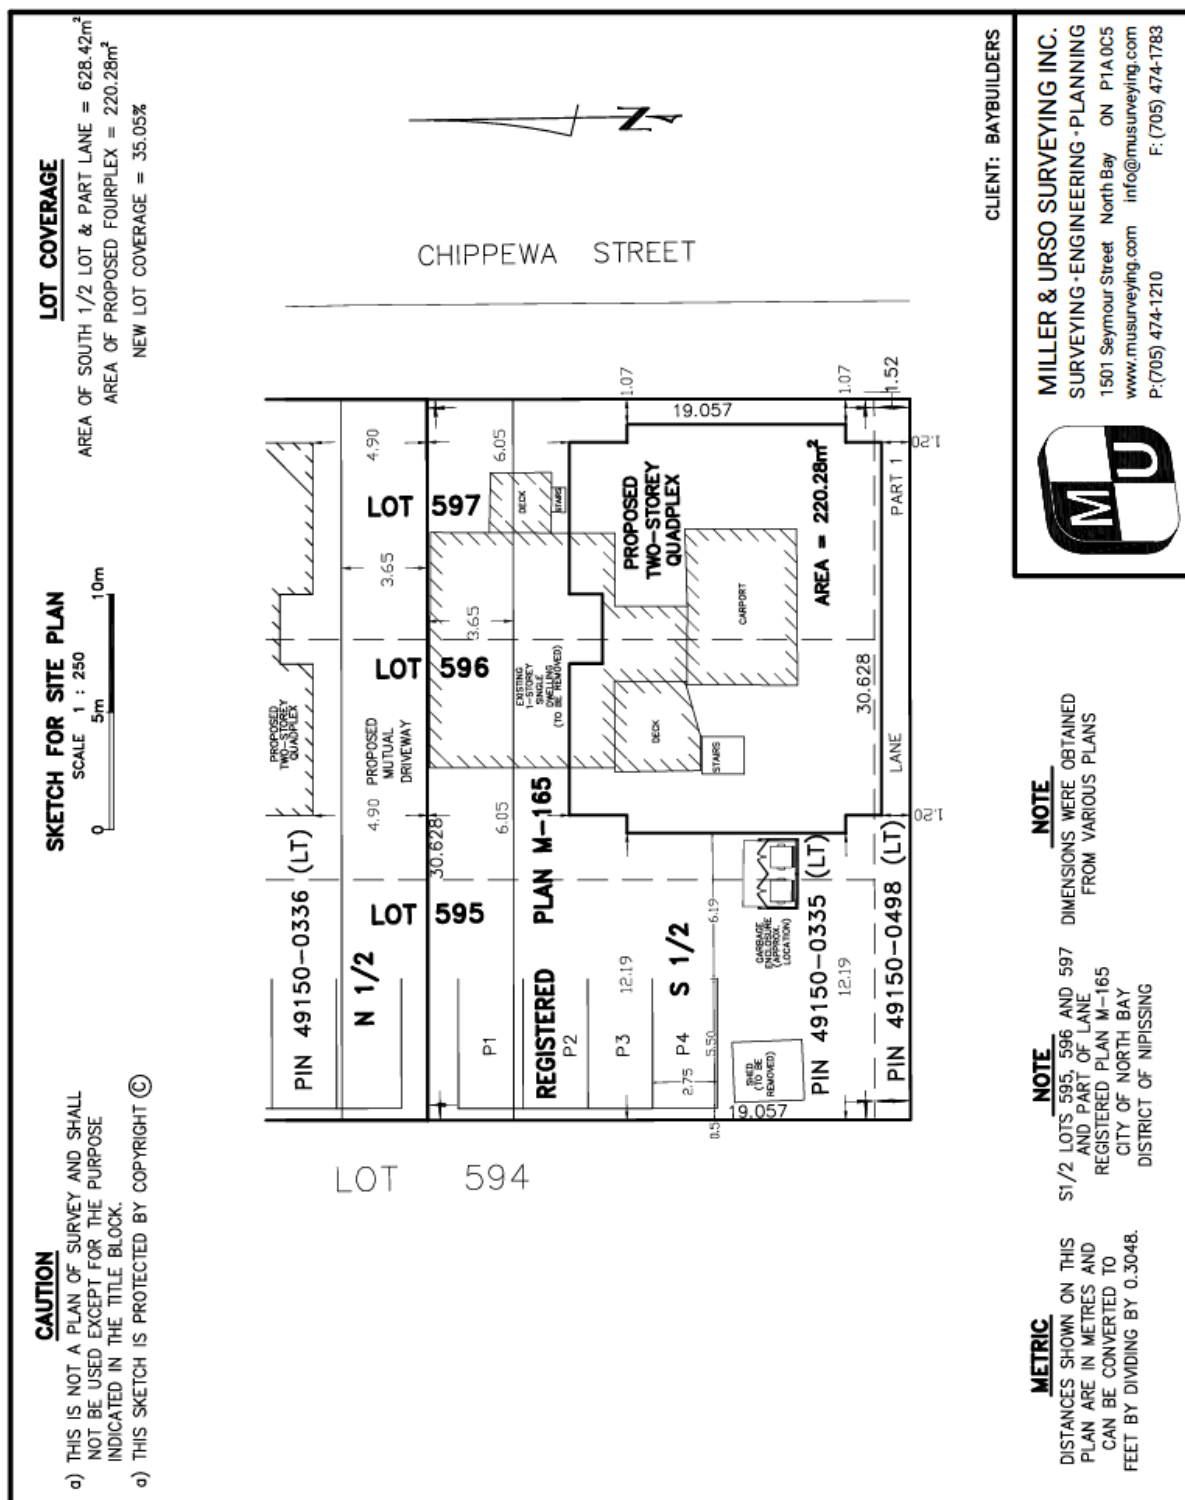 CAUTION
a) THIS IS NOT A PLAN OF SURVEY AND SHALL
NOT BE USED EXCEPT FOR THE PURPOSE
INDICATED IN THE TITLE BLOCK.
a) THIS SKETCH IS PROTECTED BY COPYRIGHT ©
SKETCH FOR SITE PLAN
SCALE 1 : 250
0 5m 10m
LOT COVERAGE
AREA OF SOUTH 1/2 LOT & PART LANE = 628.42m²
AREA OF PROPOSED FOURPLEX = 220.28m²
NEW LOT COVERAGE = 35.05%
N
CHIPPEWA STREET
LOT 594
PIN 49150-0336 (LT)
N 1/2
PROPOSED
TWO-STOREY
QUADPLEX
PROPOSED
MUTUAL
DRIVEWAY
4.90
3.65
4.90
LOT 595
LOT 596
LOT 597
30.628
6.05
3.65
6.05
P1
P2
P3
P4
REGISTERED PLAN M-165
EXISTING
1-STOREY
SINGLE
DWELLING
(TO BE REMOVED)
DECK
STAIRS
PROPOSED
TWO-STOREY
QUADPLEX
12.19
1.07
S 1/2
DECK
STAIRS
CARPORT
19.057
2.75
5.50
6.19
0.5
SHED
(TO BE
REMOVED)
GARBAGE
ENCLOSURE
(APPROX.
LOCATION)
19.057
AREA = 220.28m²
PIN 49150-0335 (LT)
12.19
1.07
30.628
1.52
PIN 49150-0498 (LT)
LANE
PART 1
1.20
1.20
METRIC
DISTANCES SHOWN ON THIS
PLAN ARE IN METRES AND
CAN BE CONVERTED TO
FEET BY DIVIDING BY 0.3048.
NOTE
S1/2 LOTS 595, 596 AND 597
AND PART OF LANE
REGISTERED PLAN M-165
CITY OF NORTH BAY
DISTRICT OF NIPISSING
NOTE
DIMENSIONS WERE OBTAINED
FROM VARIOUS PLANS
CLIENT: BAYBUILDERS
MU
MILLER & URSO SURVEYING INC.
SURVEYING · ENGINEERING · PLANNING
1501 Seymour Street North Bay ON P1A 0C5
www.musurveying.com info@musurveying.com
P:(705) 474-1210 F: (705) 474-1783